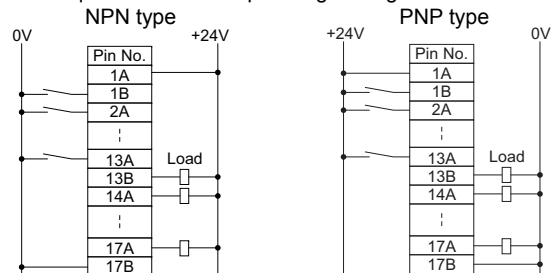 NPN type
0V
+24V
Pin No.
1A
1B
2A
13A
Load
13B
14A
17A
17B
PNP type
+24V
0V
Pin No.
1A
1B
2A
13A
Load
13B
14A
17A
17B